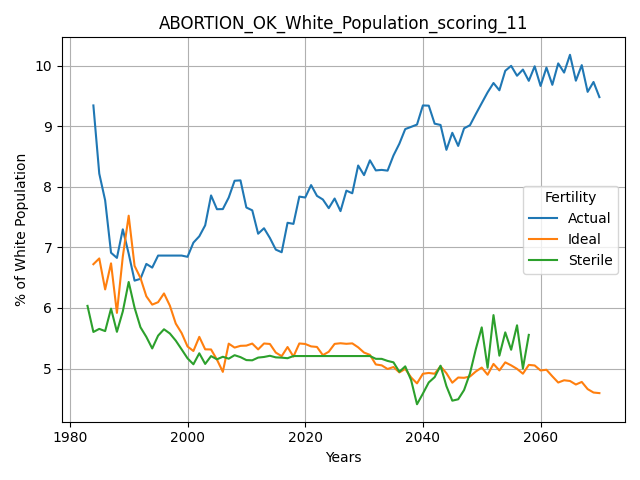 ABORTION_OK_White_Population_scoring_11
% of White Population
10
9
8
7
6
5
1980
2000
2020
2040
2060
Years
Fertility
Actual
Ideal
Sterile